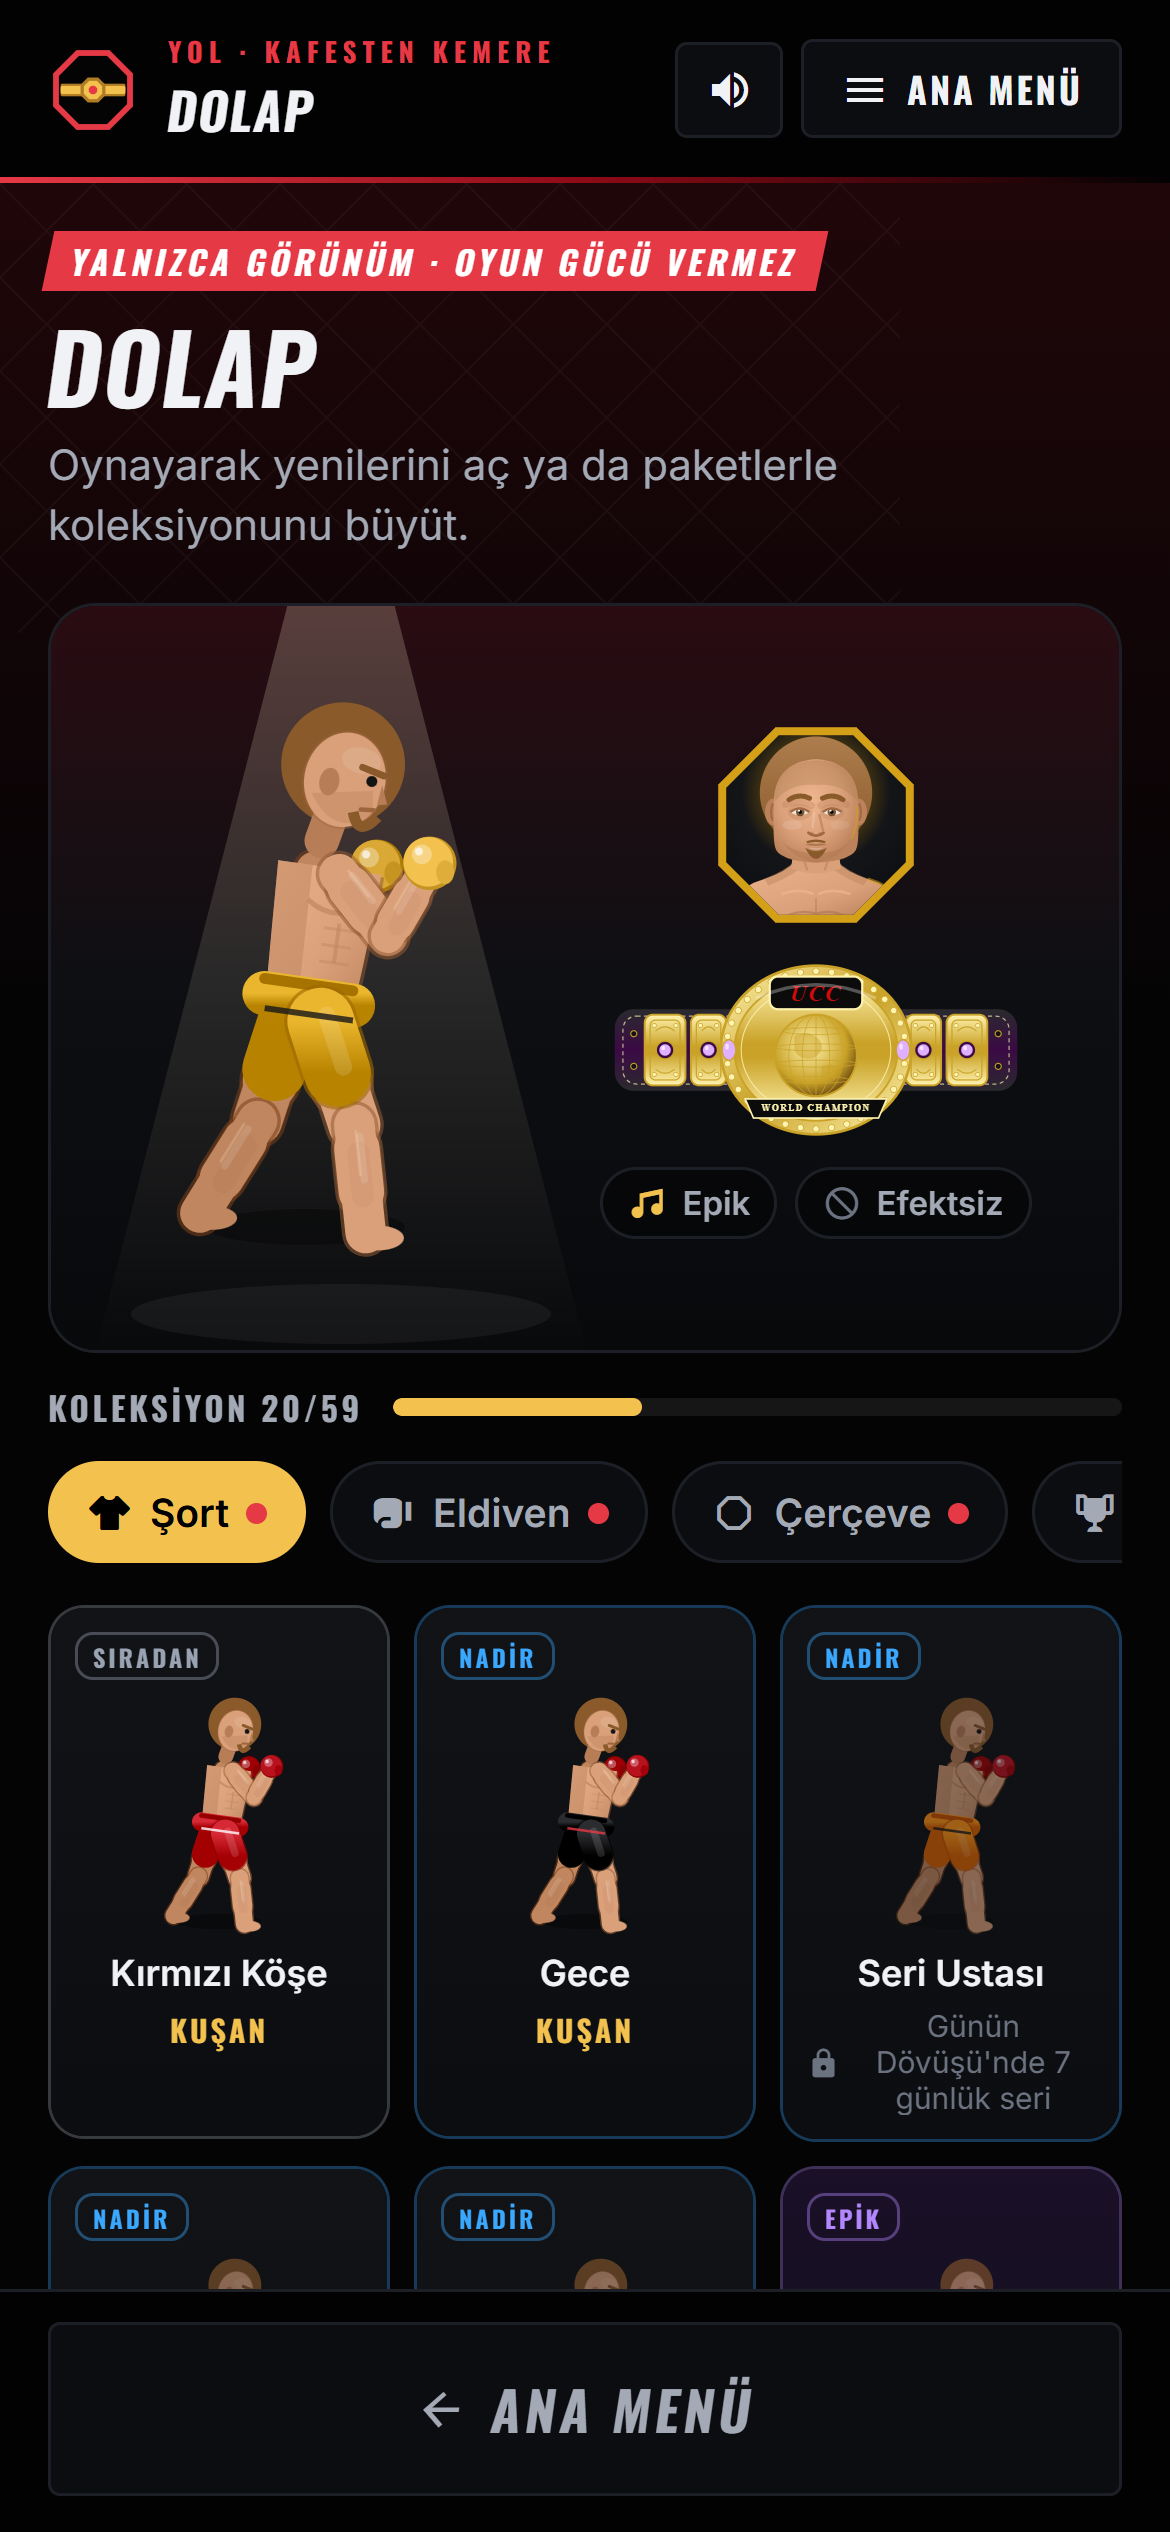 YOL · KAFESTEN KEMERE
DOLAP
ANA MENÜ
YALNIZCA GÖRÜNÜM · OYUN GÜCÜ VERMEZ
DOLAP
Oynayarak yenilerini aç ya da paketlerle
koleksiyonunu büyüt.
UCC
WORLD CHAMPION
Epik
Efektsiz
KOLEKSİYON 20/59
Şort
Eldiven
Çerçeve
SIRADAN
NADİR
NADİR
Kırmızı Köşe
Gece
Seri Ustası
KUŞAN
KUŞAN
Günün
Dövüşü'nde 7
günlük seri
NADİR
NADİR
EPİK
ANA MENÜ